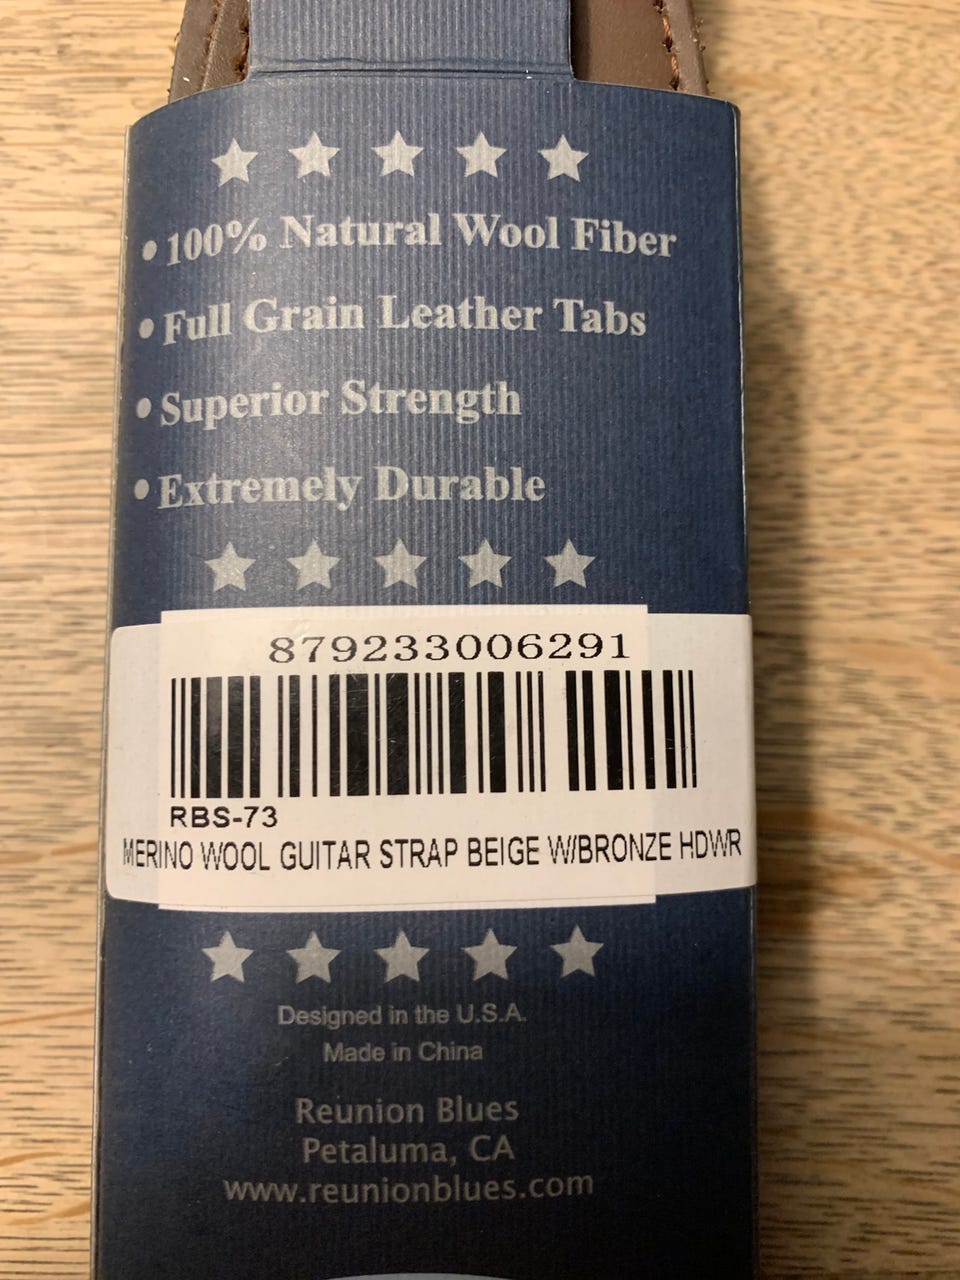 • 100% Natural Wool Fiber
• Full Grain Leather Tabs
• Superior Strength
• Extremely Durable
879233006291
RBS-73
MERINO WOOL GUITAR STRAP BEIGE W/BRONZE HDWR
Designed in the U.S.A.
Made in China
Reunion Blues
Petaluma, CA
www.reunionblues.com